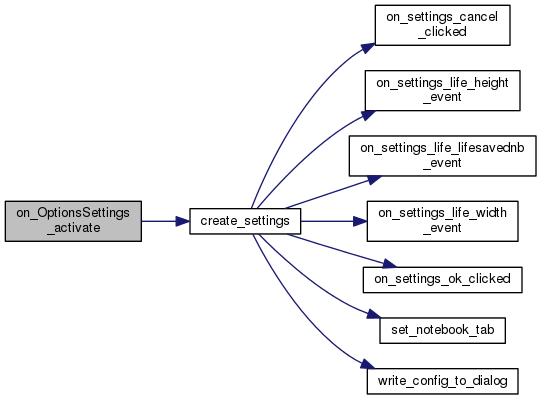 on_OptionsSettings
_activate
create_settings
on_settings_cancel
_clicked
on_settings_life_height
_event
on_settings_life_lifesavednb
_event
on_settings_life_width
_event
on_settings_ok_clicked
set_notebook_tab
write_config_to_dialog